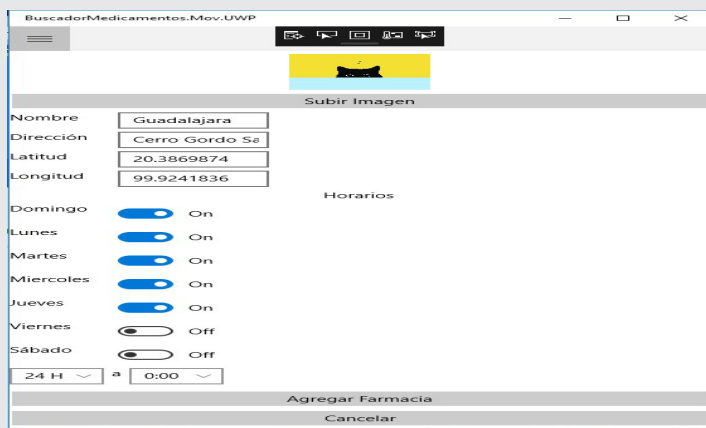 BuscadorMedicamentos.Mov.UWP
Subir Imagen
Nombre Guadalajara
Dirección Cerro Gordo Sa
Latitud 20.3869874
Longitud 99.9241836
Horarios
Domingo On
Lunes On
Martes On
Miercoles On
Jueves On
Viernes Off
Sábado Off
24 H a 0:00
Agregar Farmacia
Cancelar